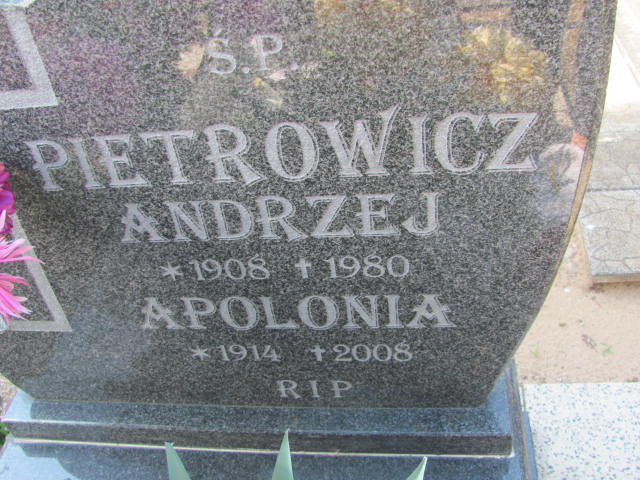 Ś.P.
PIETROWICZ
ANDRZEJ
* 1908 † 1980
APOLONIA
* 1914 † 2008
RIP